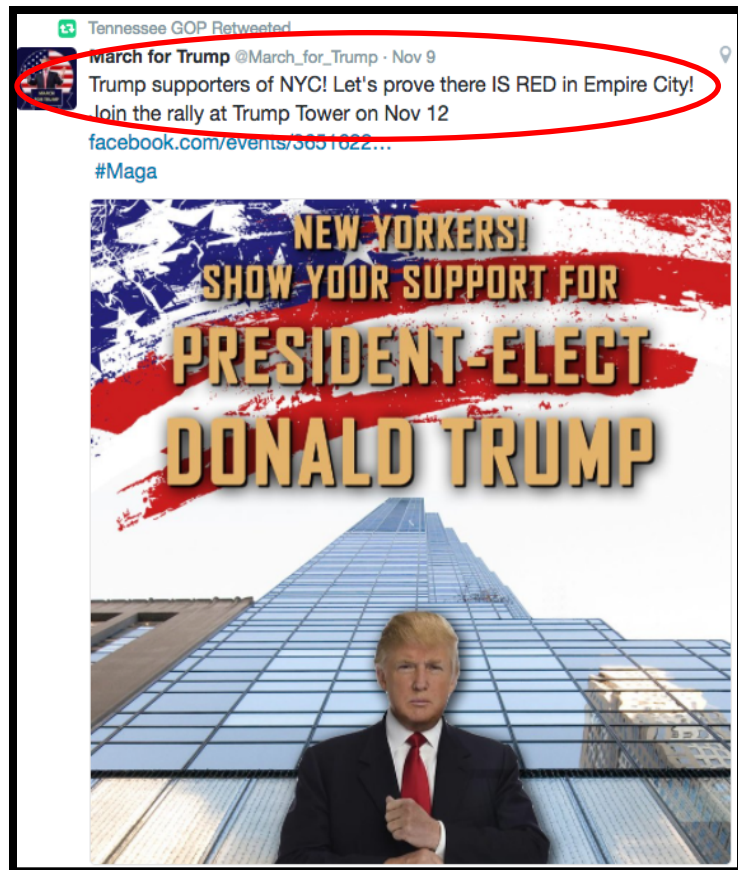 Tennessee GOP Retweeted
March for Trump @March_for_Trump · Nov 9
Trump supporters of NYC! Let's prove there IS RED in Empire City!
Join the rally at Trump Tower on Nov 12
facebook.com/events/3651622...
#Maga
NEW YORKERS!
SHOW YOUR SUPPORT FOR
PRESIDENT-ELECT
DONALD TRUMP